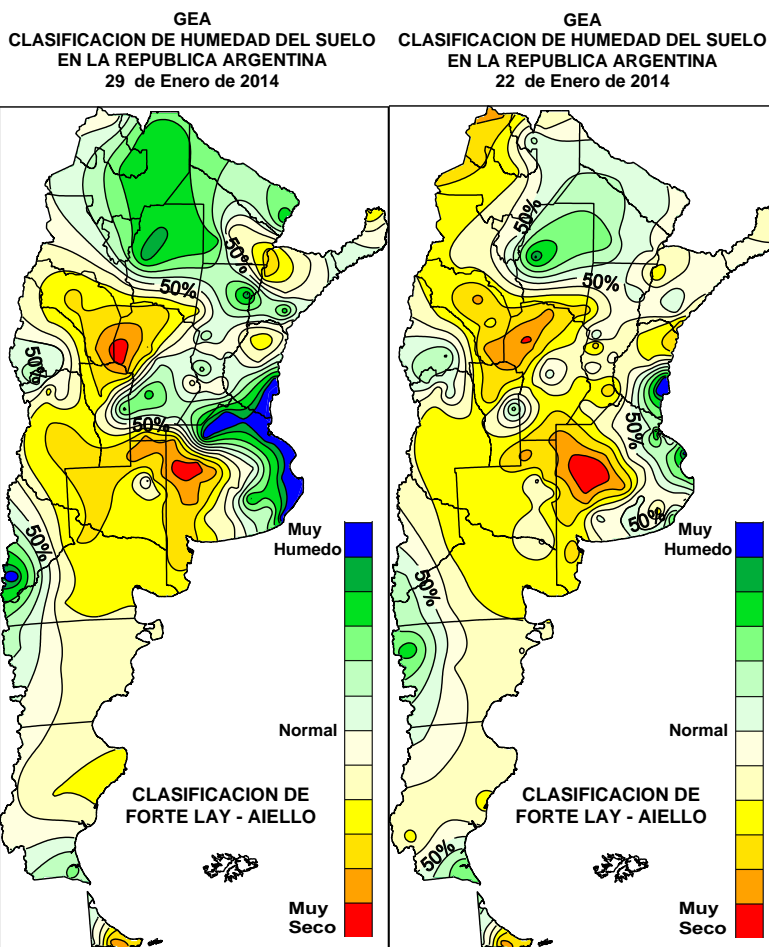 GEA
CLASIFICACION DE HUMEDAD DEL SUELO
EN LA REPUBLICA ARGENTINA
29 de Enero de 2014
50%
50%
50%
50%
50%
Muy
Humedo
Normal
CLASIFICACION DE
FORTE LAY - AIELLO
Muy
Seco
GEA
CLASIFICACION DE HUMEDAD DEL SUELO
EN LA REPUBLICA ARGENTINA
22 de Enero de 2014
50%
50%
50%
50%
50%
50%
Muy
Humedo
Normal
CLASIFICACION DE
FORTE LAY - AIELLO
Muy
Seco